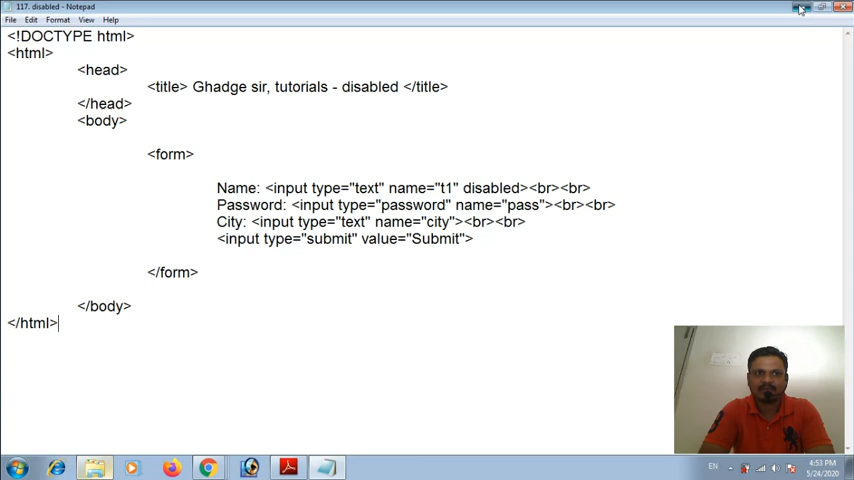 117. disabled - Notepad
File Edit Format View Help
<!DOCTYPE html>
<html>
<head>
<title> Ghadge sir, tutorials - disabled </title>
</head>
<body>
<form>
Name: <input type="text" name="t1" disabled><br><br>
Password: <input type="password" name="pass"><br><br>
City: <input type="text" name="city"><br><br>
<input type="submit" value="Submit">
</form>
</body>
</html>
EN
4:53 PM
5/24/2020